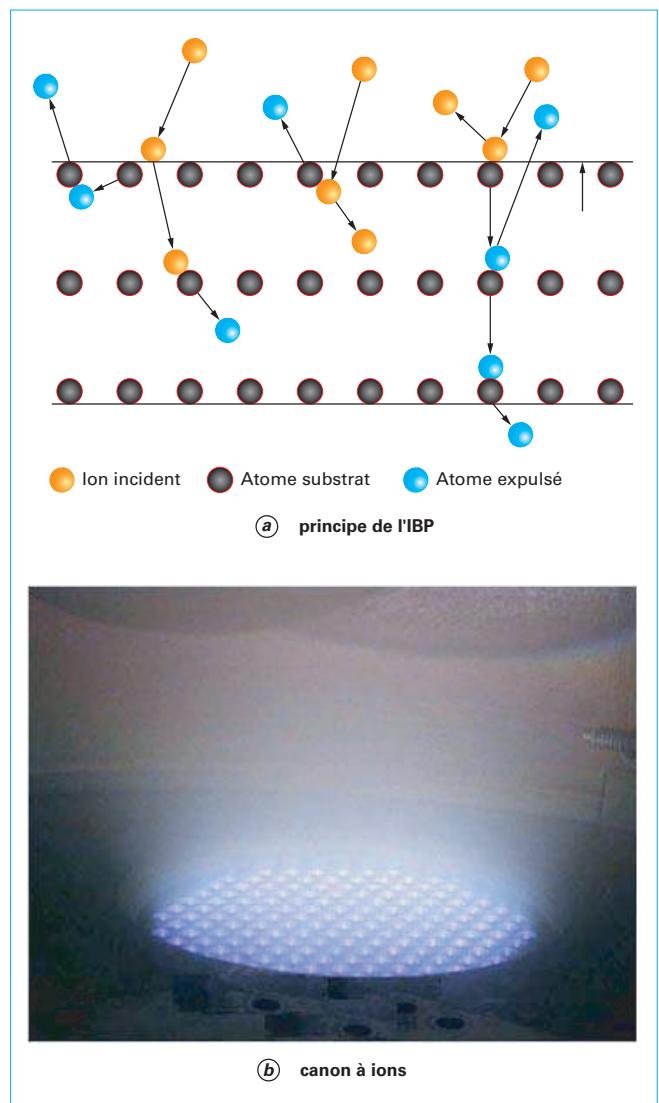 Ion incident Atome substrat Atome expulsé
a principe de l'IBP
b canon à ions